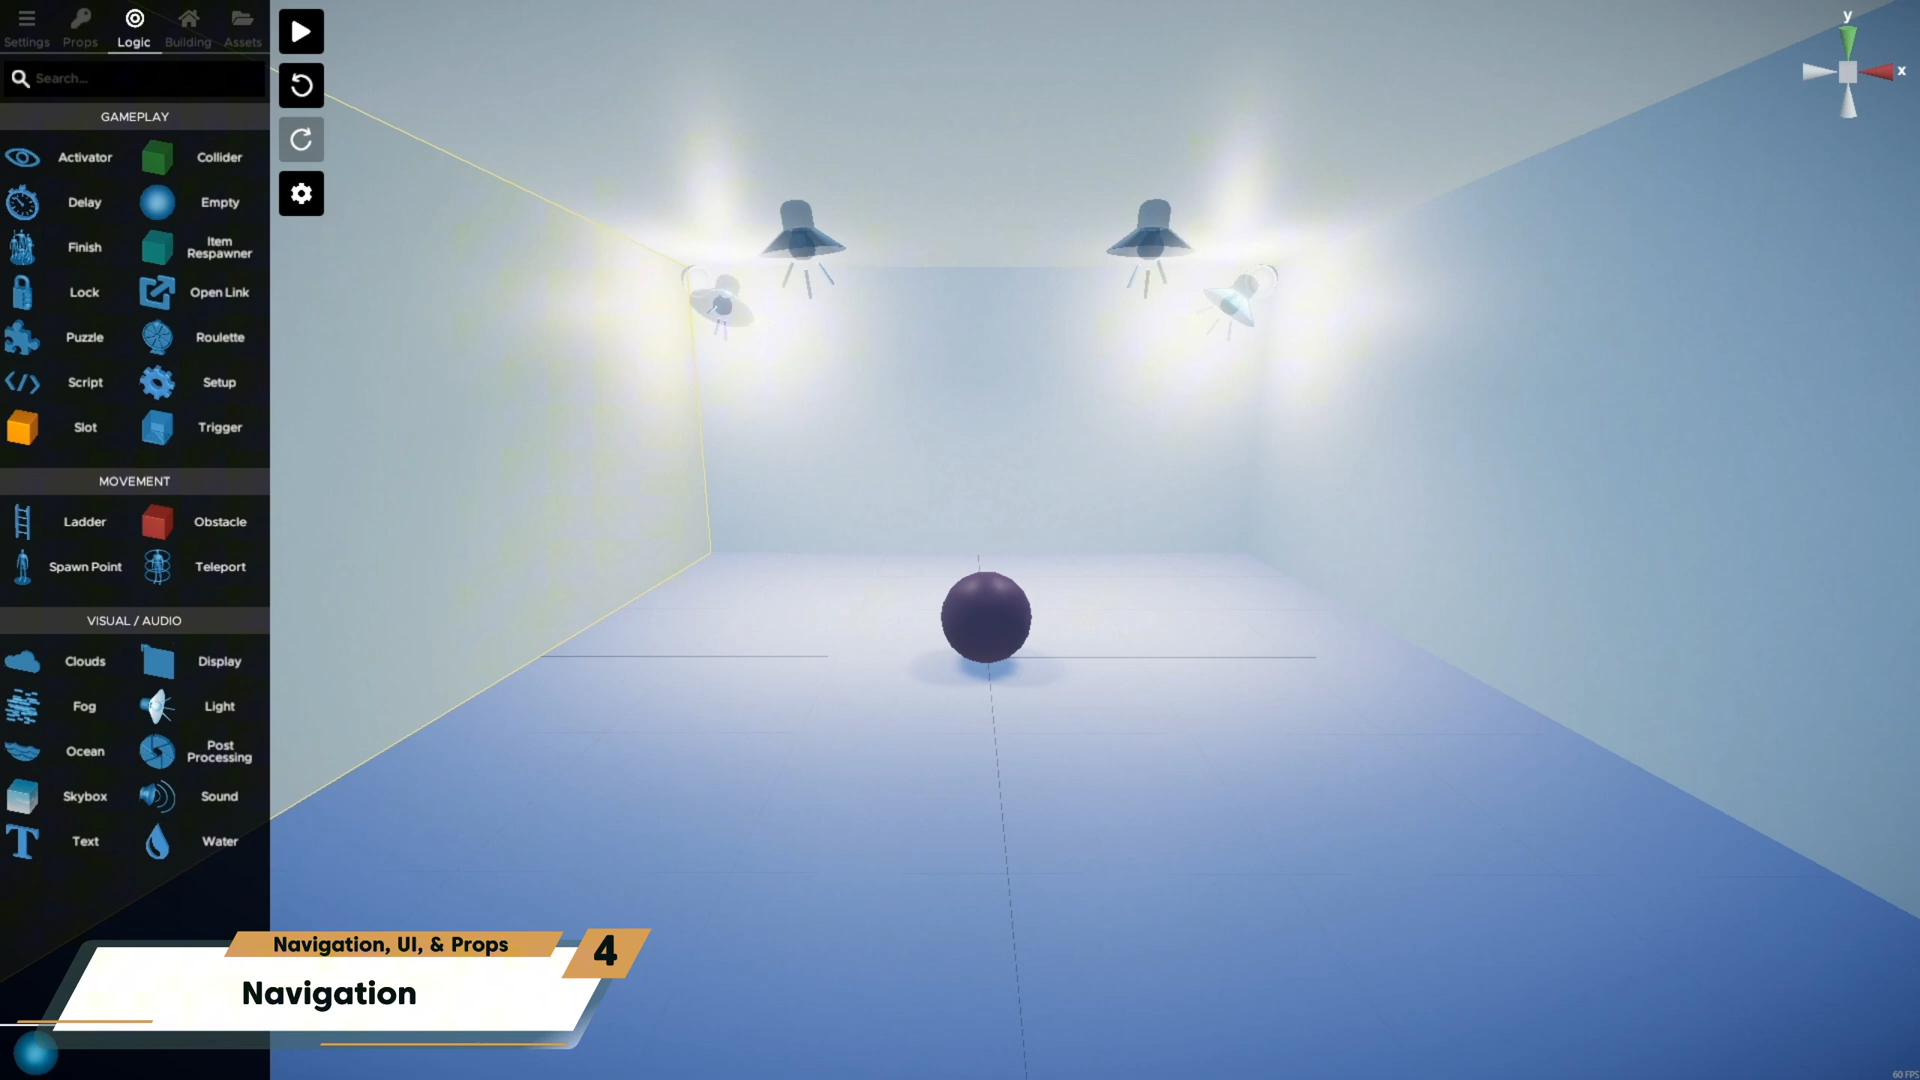 Settings Props Logic Building Assets
Search...
GAMEPLAY
Activator Collider
Delay Empty
Finish Item Respawner
Lock Open Link
Puzzle Roulette
Script Setup
Slot Trigger
MOVEMENT
Ladder Obstacle
Spawn Point Teleport
VISUAL / AUDIO
Clouds Display
Fog Light
Ocean Post Processing
Skybox Sound
Text Water
y
x
Navigation, UI, & Props 4
Navigation
60 FPS